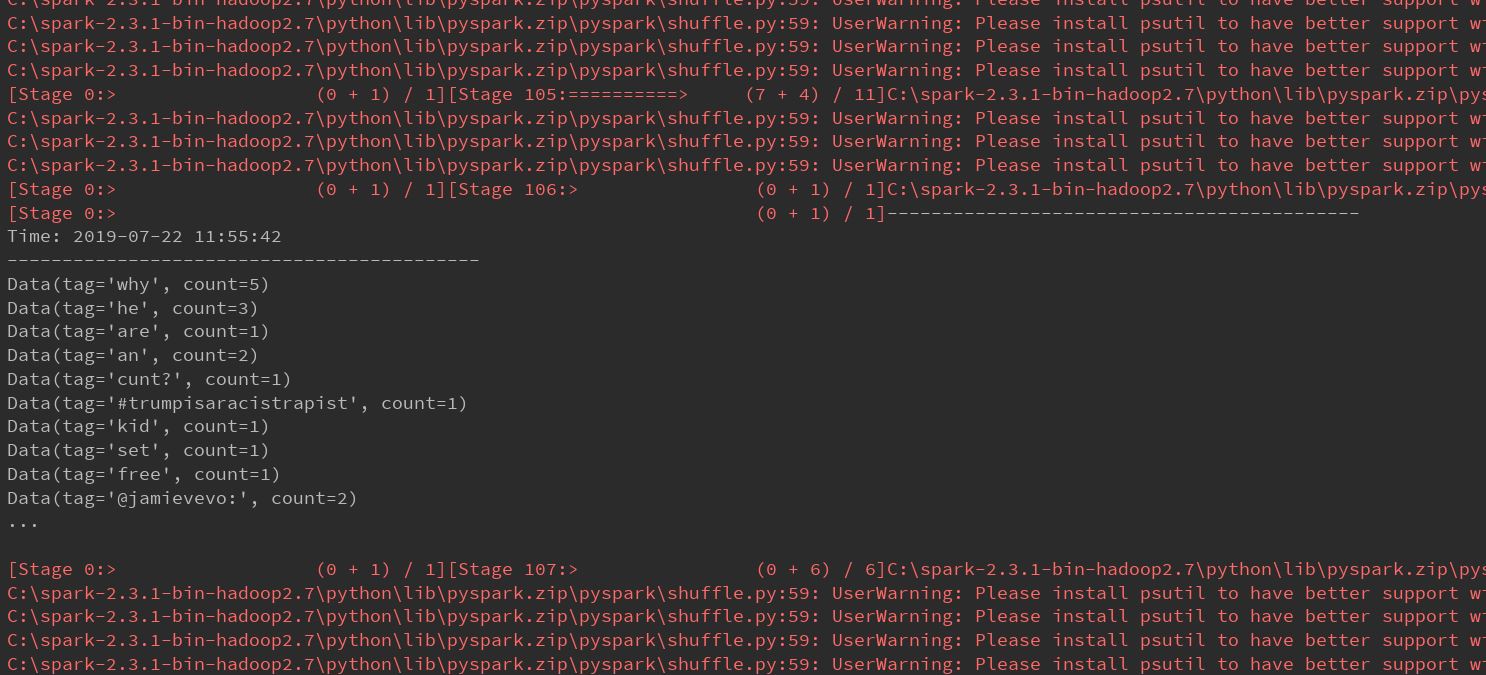 C:\spark-2.3.1-bin-hadoop2.7\python\lib\pyspark.zip\pyspark\shuffle.py:59: UserWarning: Please install psutil to have better support
C:\spark-2.3.1-bin-hadoop2.7\python\lib\pyspark.zip\pyspark\shuffle.py:59: UserWarning: Please install psutil to have better support
C:\spark-2.3.1-bin-hadoop2.7\python\lib\pyspark.zip\pyspark\shuffle.py:59: UserWarning: Please install psutil to have better support
C:\spark-2.3.1-bin-hadoop2.7\python\lib\pyspark.zip\pyspark\shuffle.py:59: UserWarning: Please install psutil to have better support
[Stage 0:> (0 + 1) / 1][Stage 105:==========> (7 + 4) / 11]C:\spark-2.3.1-bin-hadoop2.7\python\lib\pyspark.zip\pys
C:\spark-2.3.1-bin-hadoop2.7\python\lib\pyspark.zip\pyspark\shuffle.py:59: UserWarning: Please install psutil to have better support
C:\spark-2.3.1-bin-hadoop2.7\python\lib\pyspark.zip\pyspark\shuffle.py:59: UserWarning: Please install psutil to have better support
C:\spark-2.3.1-bin-hadoop2.7\python\lib\pyspark.zip\pyspark\shuffle.py:59: UserWarning: Please install psutil to have better support
[Stage 0:> (0 + 1) / 1][Stage 106:> (0 + 1) / 1]C:\spark-2.3.1-bin-hadoop2.7\python\lib\pyspark.zip\pys
[Stage 0:> (0 + 1) / 1]-------------------------------------------
Time: 2019-07-22 11:55:42
-------------------------------------------
Data(tag='why', count=5)
Data(tag='he', count=3)
Data(tag='are', count=1)
Data(tag='an', count=2)
Data(tag='cunt?', count=1)
Data(tag='#trumpisaracistrapist', count=1)
Data(tag='kid', count=1)
Data(tag='set', count=1)
Data(tag='free', count=1)
Data(tag='@jamievevo:', count=2)
...
[Stage 0:> (0 + 1) / 1][Stage 107:> (0 + 6) / 6]C:\spark-2.3.1-bin-hadoop2.7\python\lib\pyspark.zip\pys
C:\spark-2.3.1-bin-hadoop2.7\python\lib\pyspark.zip\pyspark\shuffle.py:59: UserWarning: Please install psutil to have better support
C:\spark-2.3.1-bin-hadoop2.7\python\lib\pyspark.zip\pyspark\shuffle.py:59: UserWarning: Please install psutil to have better support
C:\spark-2.3.1-bin-hadoop2.7\python\lib\pyspark.zip\pyspark\shuffle.py:59: UserWarning: Please install psutil to have better support
C:\spark-2.3.1-bin-hadoop2.7\python\lib\pyspark.zip\pyspark\shuffle.py:59: UserWarning: Please install psutil to have better support